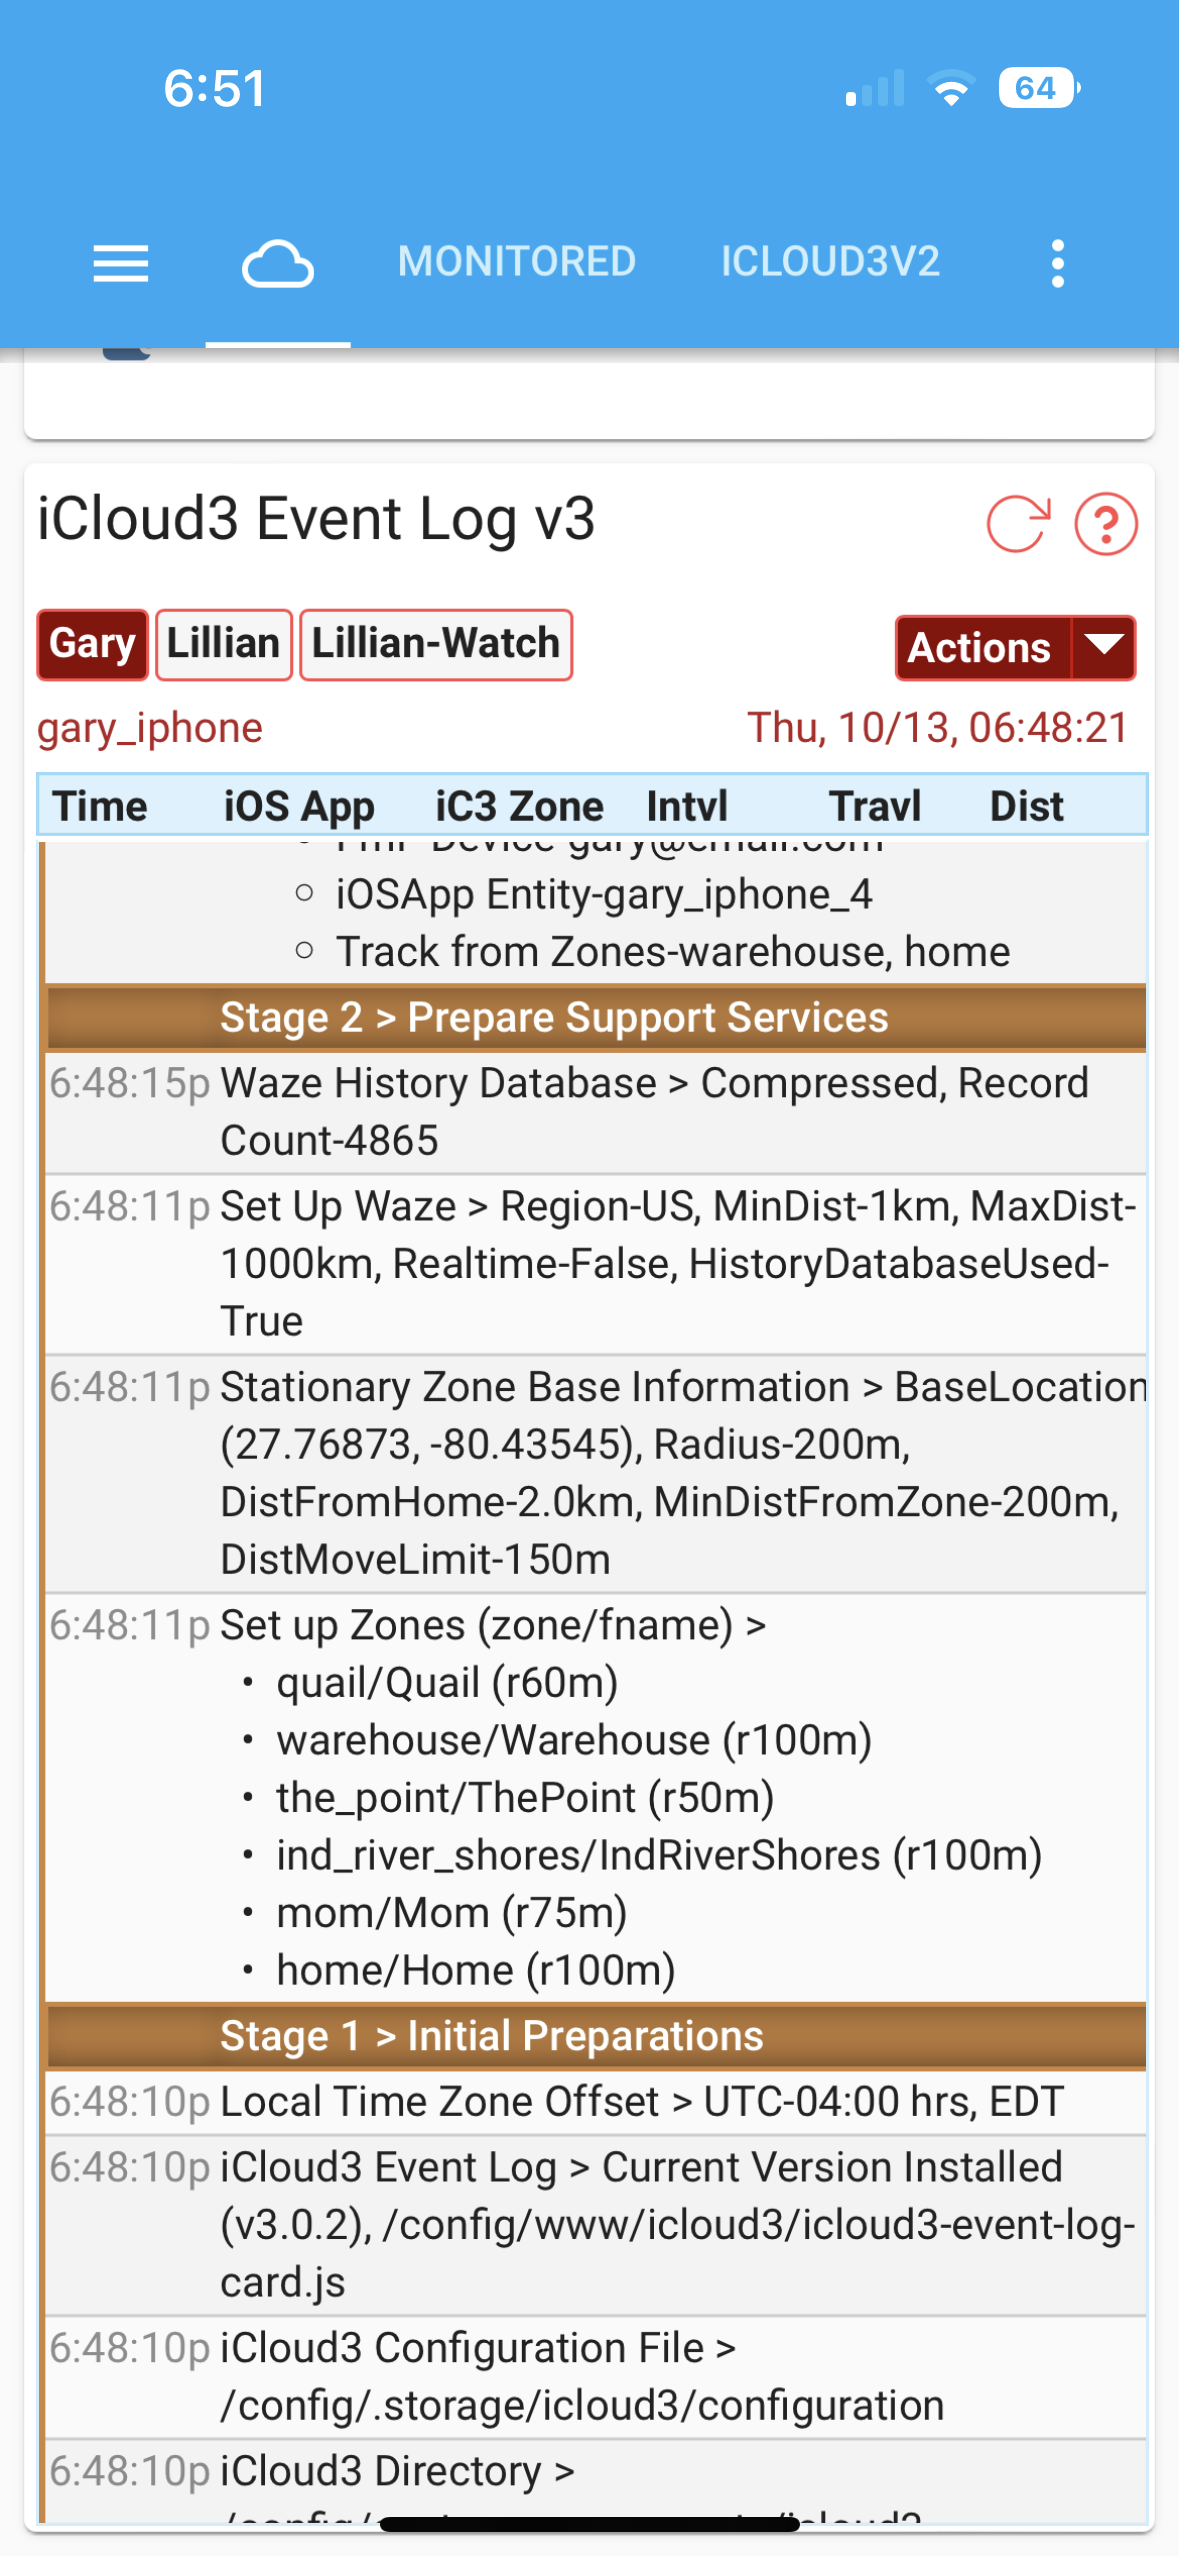 6:51
64
MONITORED
ICLOUD3V2
iCloud3 Event Log v3
?
Gary
Lillian
Lillian-Watch
Actions
gary_iphone
Thu, 10/13, 06:48:21
Time iOS App iC3 Zone Intvl Travl Dist
◦ iOSApp Entity-gary_iphone_4
◦ Track from Zones-warehouse, home
Stage 2 > Prepare Support Services
6:48:15p Waze History Database > Compressed, Record
Count-4865
6:48:11p Set Up Waze > Region-US, MinDist-1km, MaxDist-
1000km, Realtime-False, HistoryDatabaseUsed-
True
6:48:11p Stationary Zone Base Information > BaseLocation
(27.76873, -80.43545), Radius-200m,
DistFromHome-2.0km, MinDistFromZone-200m,
DistMoveLimit-150m
6:48:11p Set up Zones (zone/fname) >
• quail/Quail (r60m)
• warehouse/Warehouse (r100m)
• the_point/ThePoint (r50m)
• ind_river_shores/IndRiverShores (r100m)
• mom/Mom (r75m)
• home/Home (r100m)
Stage 1 > Initial Preparations
6:48:10p Local Time Zone Offset > UTC-04:00 hrs, EDT
6:48:10p iCloud3 Event Log > Current Version Installed
(v3.0.2), /config/www/icloud3/icloud3-event-log-
card.js
6:48:10p iCloud3 Configuration File >
/config/.storage/icloud3/configuration
6:48:10p iCloud3 Directory >